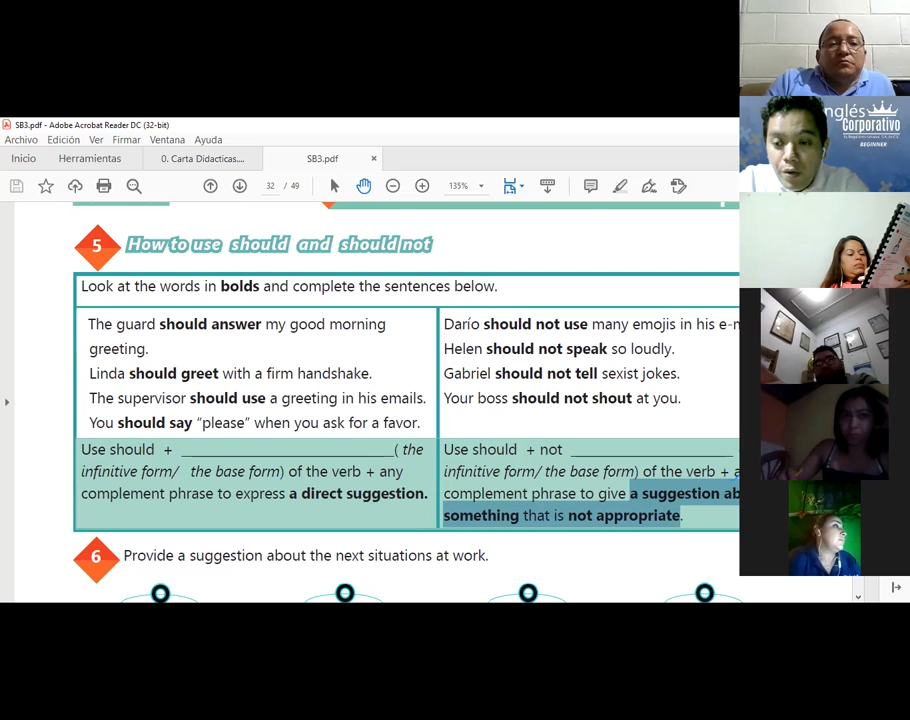 SB3.pdf - Adobe Acrobat Reader DC (32-bit)
Archivo Edición Ver Firmar Ventana Ayuda
Inicio Herramientas 0. Carta Didacticas.... SB3.pdf ×
32 / 49 135%
5 How to use should and should not
Look at the words in bolds and complete the sentences below.
The guard should answer my good morning
greeting.
Linda should greet with a firm handshake.
The supervisor should use a greeting in his emails.
You should say “please” when you ask for a favor.
Darío should not use many emojis in his e-m
Helen should not speak so loudly.
Gabriel should not tell sexist jokes.
Your boss should not shout at you.
Use should + ______________________________( the
infinitive form/ the base form) of the verb + any
complement phrase to express a direct suggestion.
Use should + not ______________________
infinitive form/ the base form) of the verb + a
complement phrase to give a suggestion ab
something that is not appropriate.
6 Provide a suggestion about the next situations at work.
nglés
Corporativo
BEGINNER